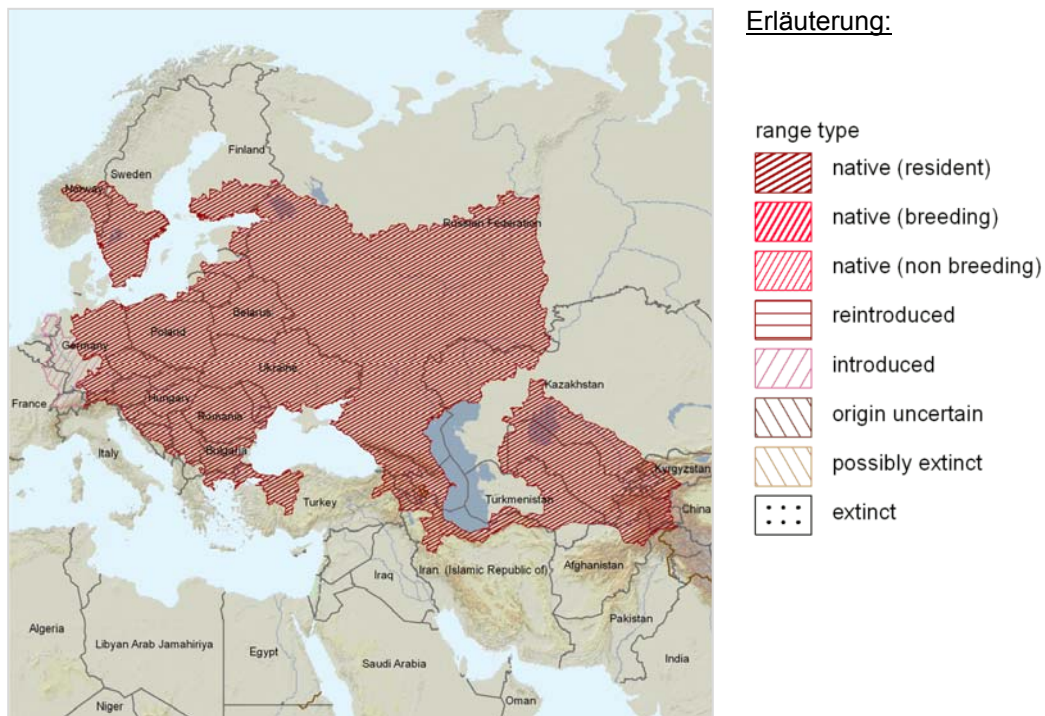 Erläuterung:
range type
native (resident)
native (breeding)
native (non breeding)
reintroduced
introduced
origin uncertain
possibly extinct
extinct
Finland
Sweden
Norway
Russian Federation
Belarus
Poland
Germany
Ukraine
Kazakhstan
Hungary
France
Romania
Bulgaria
Italy
Kyrgyzstan
Turkmenistan
China
Turkey
Iran (Islamic Republic of)
Afghanistan
Iraq
Pakistan
Algeria
Libyan Arab Jamahiriya
Egypt
Saudi Arabia
India
Oman
Niger